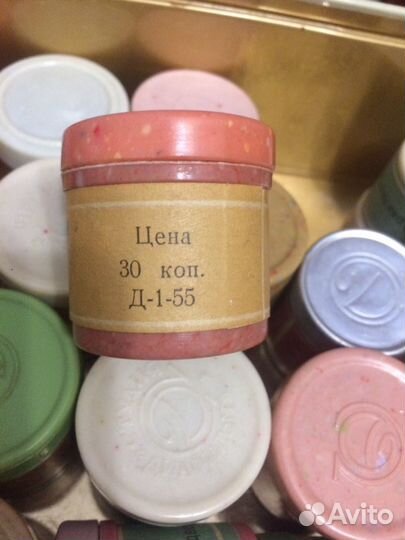 Цена
30 коп.
Д-1-55
Avito